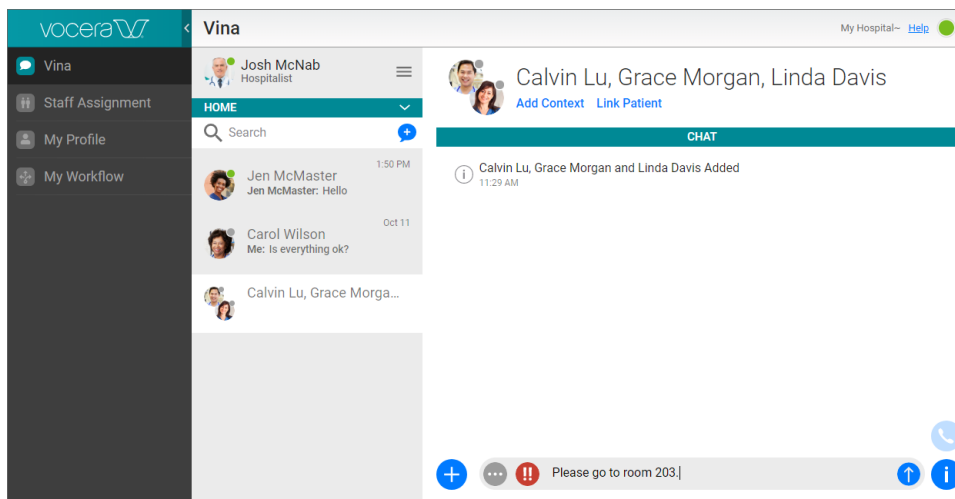 vocera
Vina
My Hospital~ Help
Vina
Staff Assignment
My Profile
My Workflow
Josh McNab
Hospitalist
HOME
Search
1:50 PM
Jen McMaster
Jen McMaster: Hello
Oct 11
Carol Wilson
Me: Is everything ok?
Calvin Lu, Grace Morga...
Calvin Lu, Grace Morgan, Linda Davis
Add Context Link Patient
CHAT
Calvin Lu, Grace Morgan and Linda Davis Added
11:29 AM
Please go to room 203.